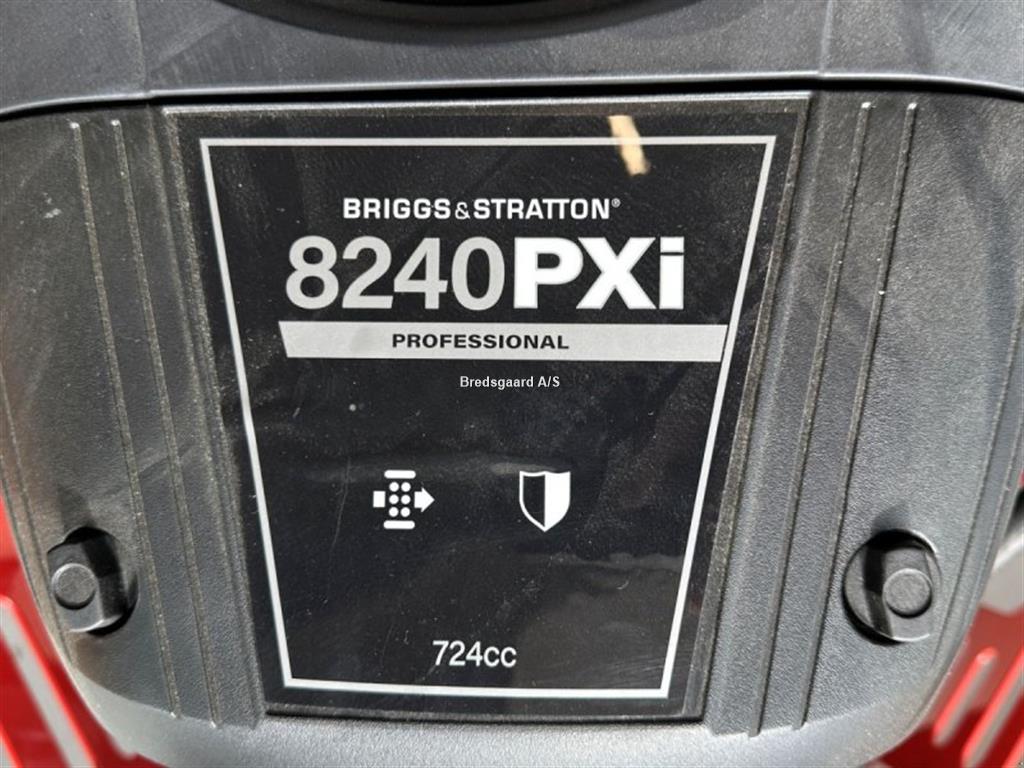 BRIGGS & STRATTON®
8240PXi
PROFESSIONAL
Bredsgaard A/S
724cc